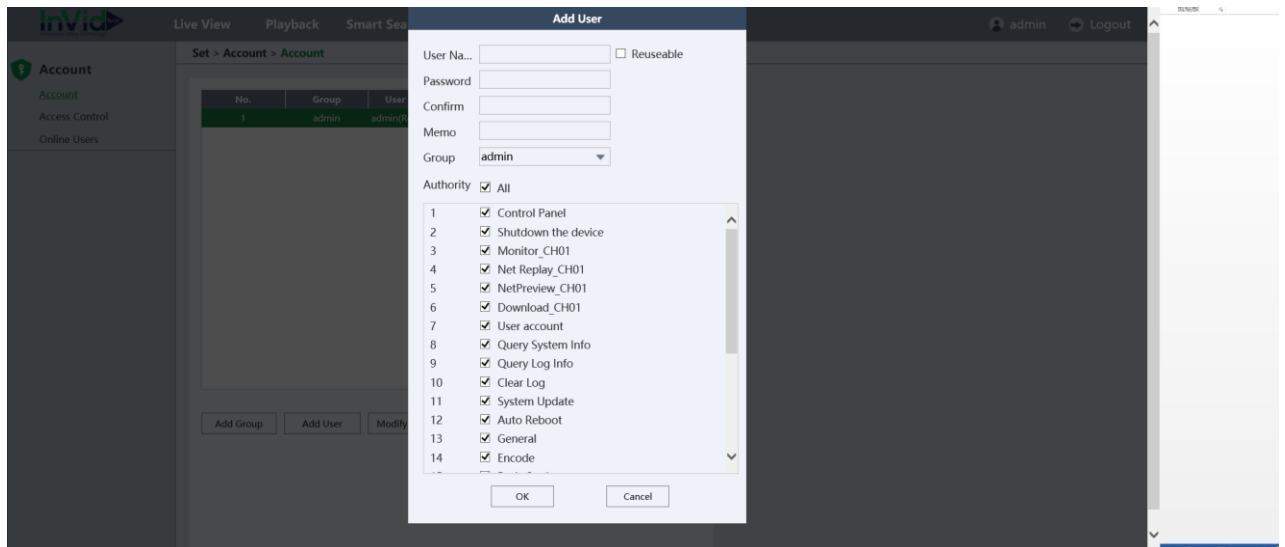 InVid
Live View Playback Smart Sea
admin Logout
Add User
Set > Account > Account
Account
Account
Access Control
Online Users
No. Group User
1 admin admin(R
User Na... Reuseable
Password
Confirm
Memo
Group admin
Authority All
1 Control Panel
2 Shutdown the device
3 Monitor_CH01
4 Net Replay_CH01
5 NetPreview_CH01
6 Download_CH01
7 User account
8 Query System Info
9 Query Log Info
10 Clear Log
11 System Update
12 Auto Reboot
13 General
14 Encode
Add Group Add User Modify
OK Cancel